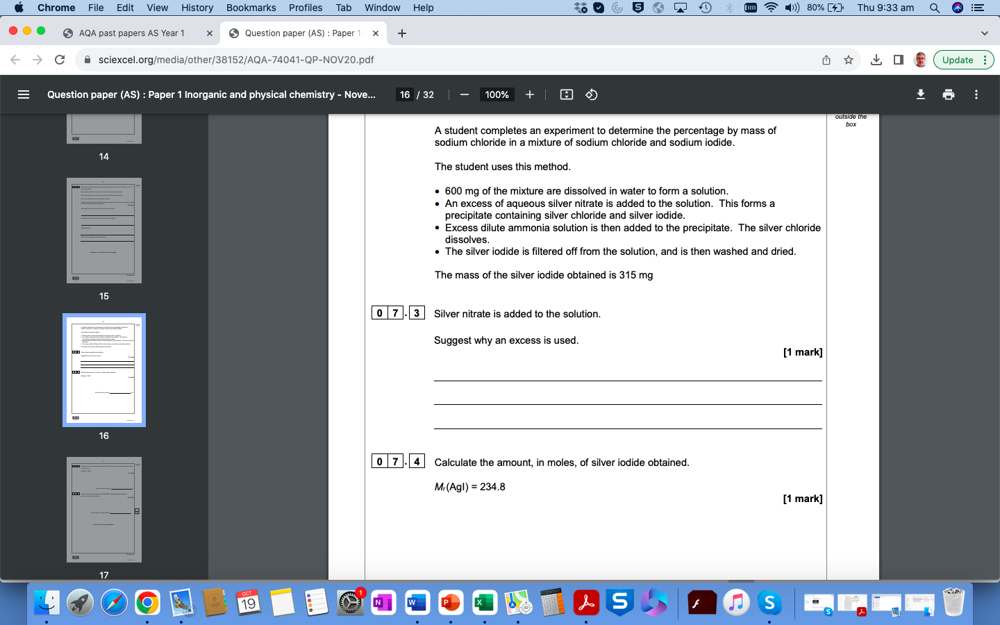 Chrome File Edit View History Bookmarks Profiles Tab Window Help 80% Thu 9:33 am
AQA past papers AS Year 1 Question paper (AS) : Paper 1
sciexcel.org/media/other/38152/AQA-74041-QP-NOV20.pdf Update
Question paper (AS) : Paper 1 Inorganic and physical chemistry - Nove... 16 / 32 100%
14
15
16
17
outside the
box
A student completes an experiment to determine the percentage by mass of
sodium chloride in a mixture of sodium chloride and sodium iodide.
The student uses this method.
• 600 mg of the mixture are dissolved in water to form a solution.
• An excess of aqueous silver nitrate is added to the solution. This forms a
precipitate containing silver chloride and silver iodide.
• Excess dilute ammonia solution is then added to the precipitate. The silver chloride
dissolves.
• The silver iodide is filtered off from the solution, and is then washed and dried.
The mass of the silver iodide obtained is 315 mg
0 7 . 3 Silver nitrate is added to the solution.
Suggest why an excess is used.
[1 mark]
0 7 . 4 Calculate the amount, in moles, of silver iodide obtained.
Mr(AgI) = 234.8
[1 mark]
OCT
19
1